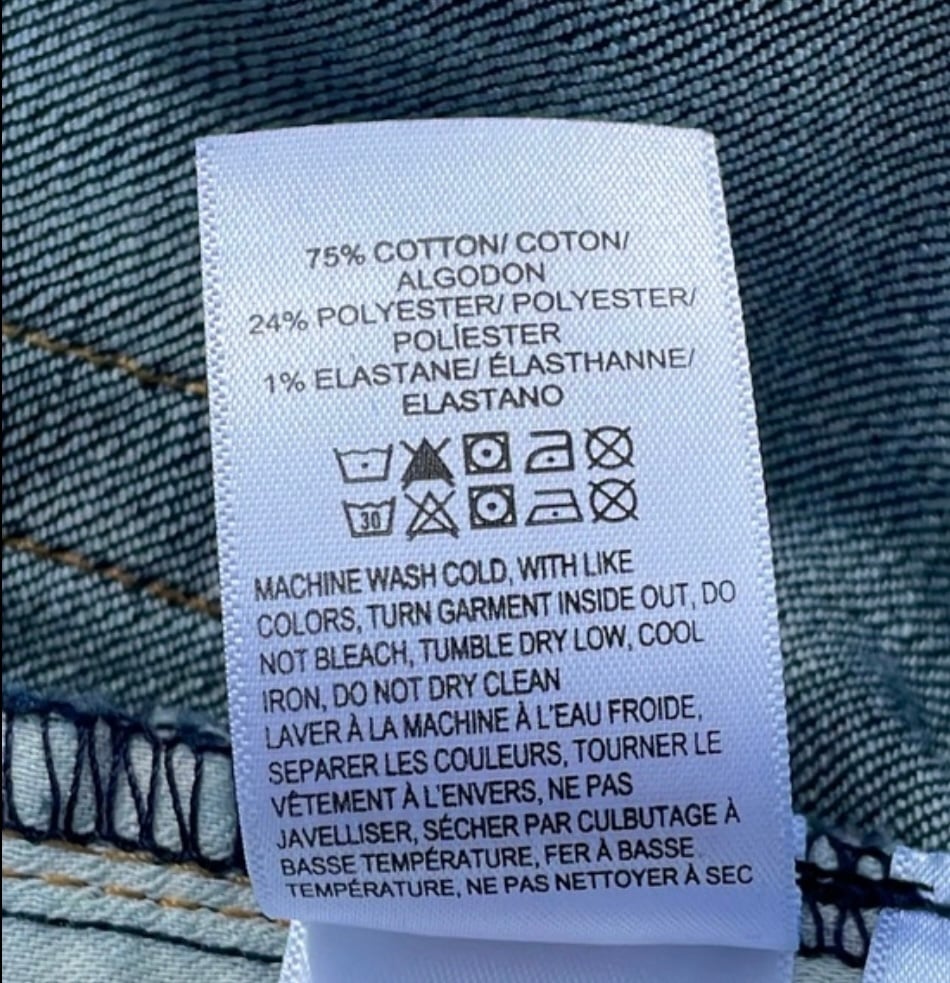 75% COTTON/ COTON/
ALGODON
24% POLYESTER/ POLYESTER/
POLÍESTER
1% ELASTANE/ ÉLASTHANNE/
ELASTANO
30
MACHINE WASH COLD, WITH LIKE
COLORS, TURN GARMENT INSIDE OUT, DO
NOT BLEACH, TUMBLE DRY LOW, COOL
IRON, DO NOT DRY CLEAN
LAVER À LA MACHINE À L'EAU FROIDE,
SEPARER LES COULEURS, TOURNER LE
VÊTEMENT À L'ENVERS, NE PAS
JAVELLISER, SÉCHER PAR CULBUTAGE À
BASSE TEMPÉRATURE, FER À BASSE
TEMPÉRATURE, NE PAS NETTOYER À SEC